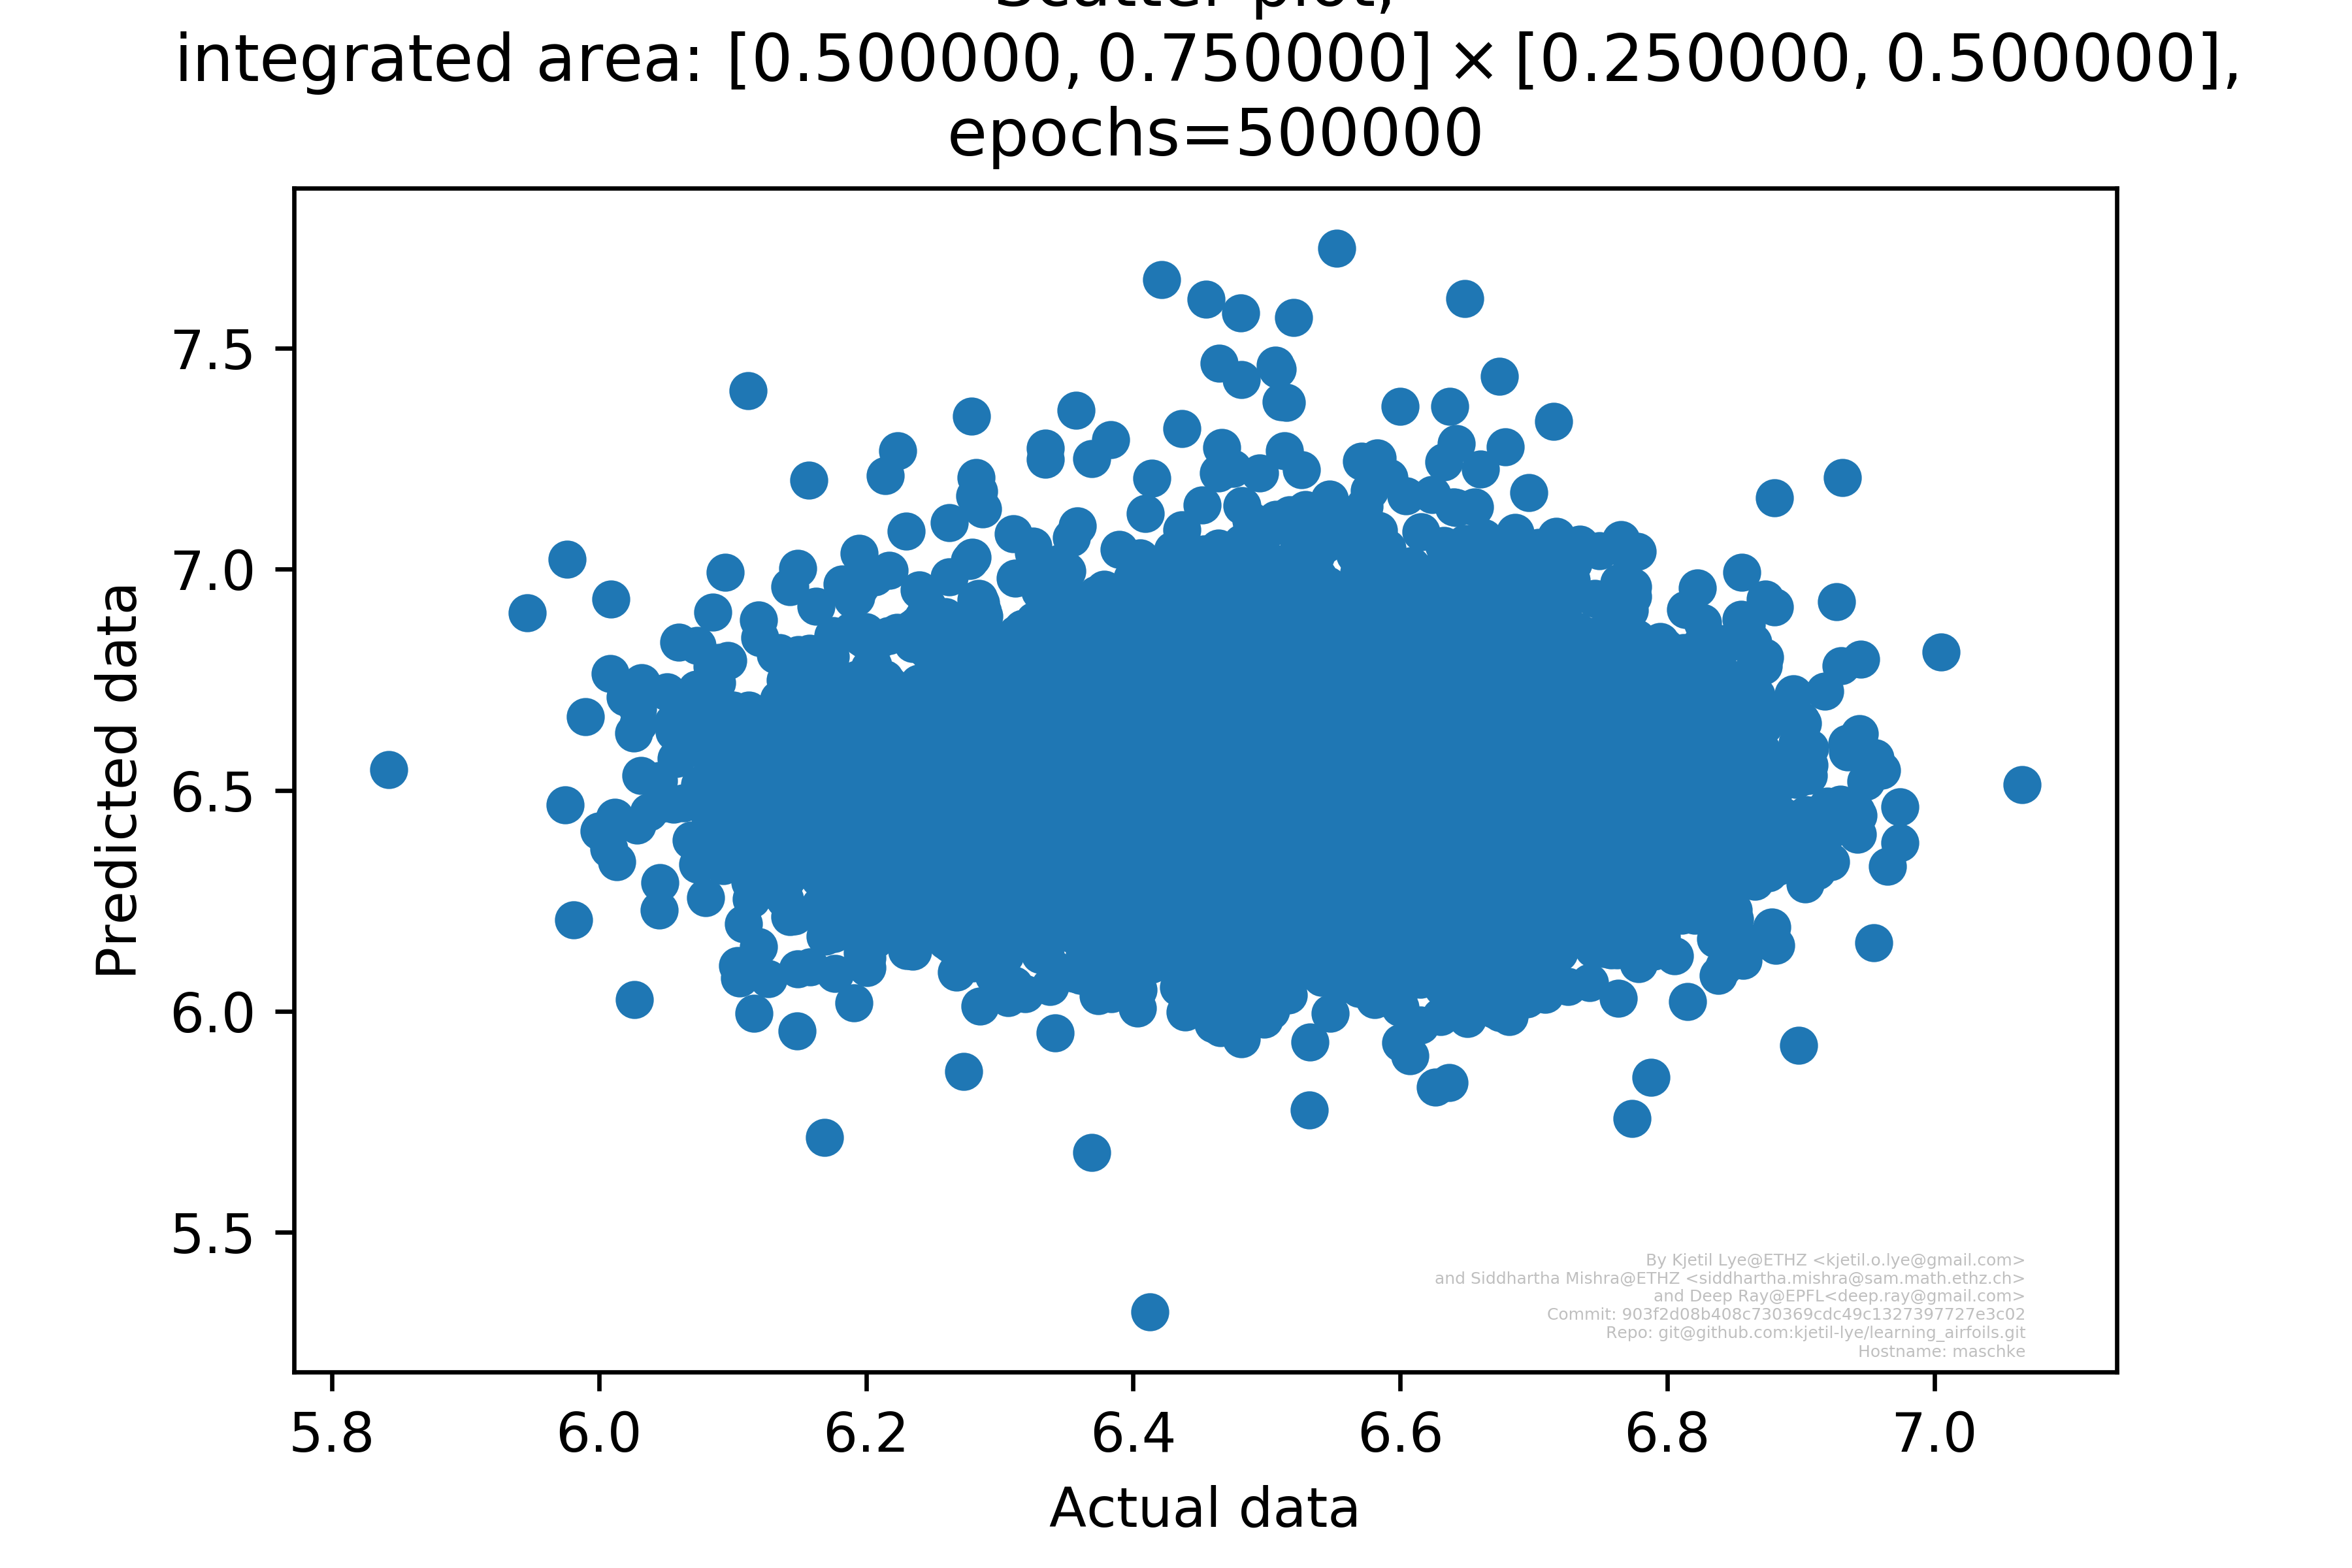 Scatter plot,
integrated area: [0.500000, 0.750000] × [0.250000, 0.500000],
epochs=500000
7.5
7.0
6.5
6.0
5.5
Predicted data
By Kjetil Lye@ETHZ <kjetil.o.lye@gmail.com>
and Siddhartha Mishra@ETHZ <siddhartha.mishra@sam.math.ethz.ch>
and Deep Ray@EPFL<deep.ray@gmail.com>
Commit: 903f2d08b408c730369cdc49c1327397727e3c02
Repo: git@github.com:kjetil-lye/learning_airfoils.git
Hostname: maschke
5.8 6.0 6.2 6.4 6.6 6.8 7.0
Actual data